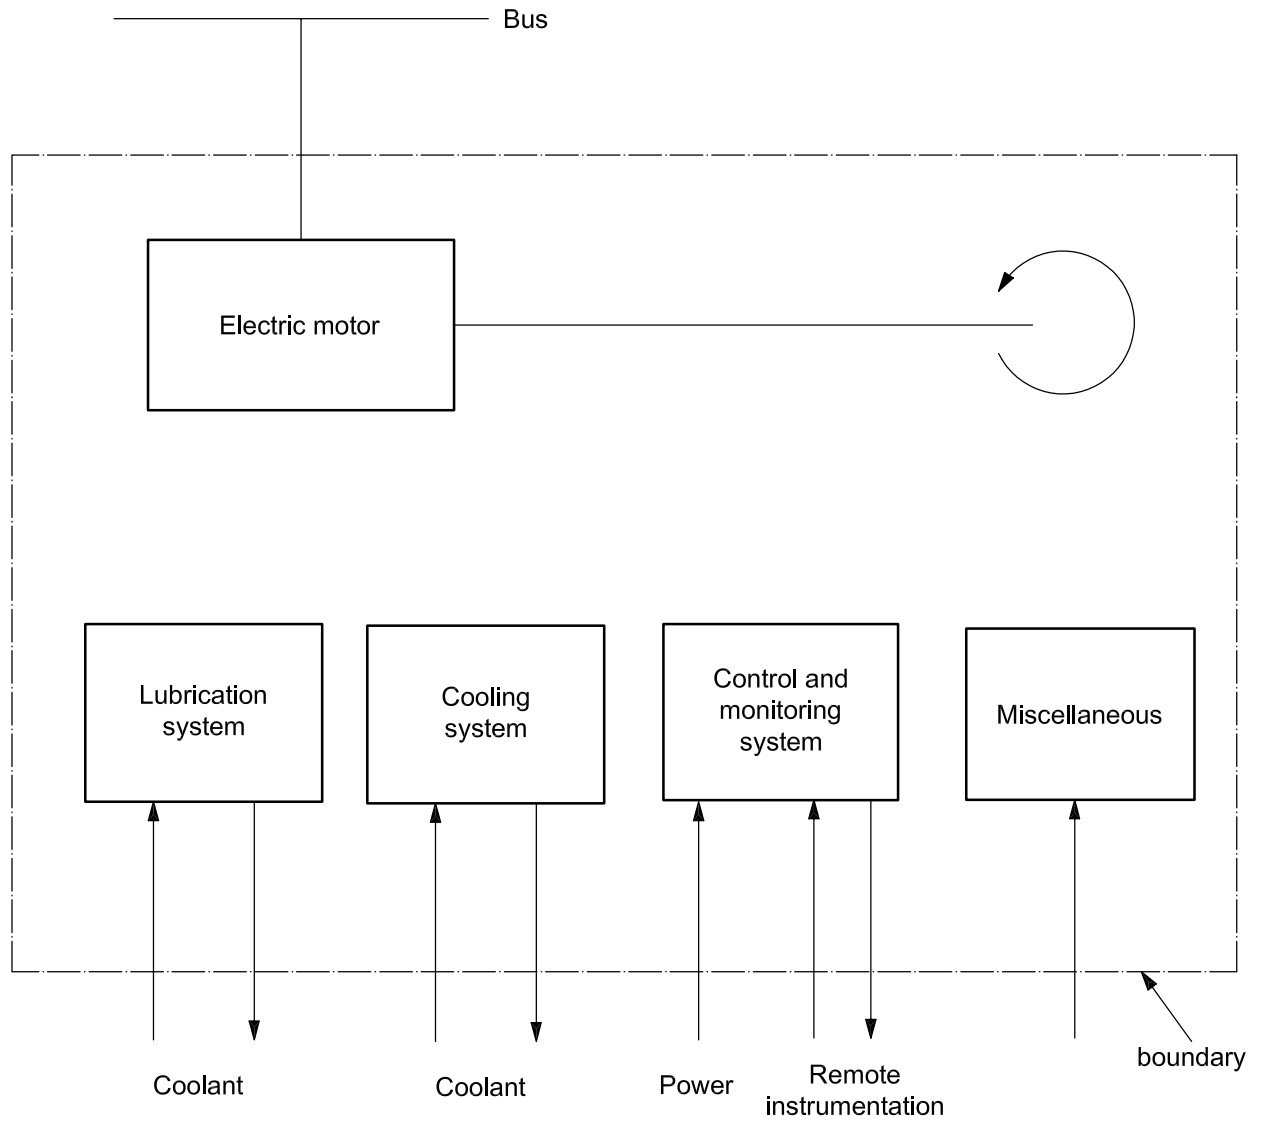 Bus
Electric motor
Lubrication
system
Cooling
system
Control and
monitoring
system
Miscellaneous
Coolant
Coolant
Power
Remote
instrumentation
boundary